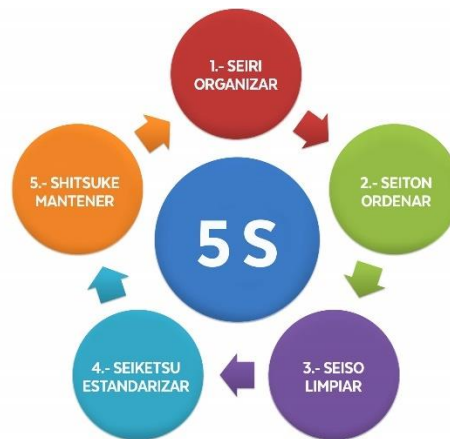 1.- SEIRI
ORGANIZAR
2.- SEITON
ORDENAR
3.- SEISO
LIMPIAR
4.- SEIKETSU
ESTANDARIZAR
5.- SHITSUKE
MANTENER
5 S